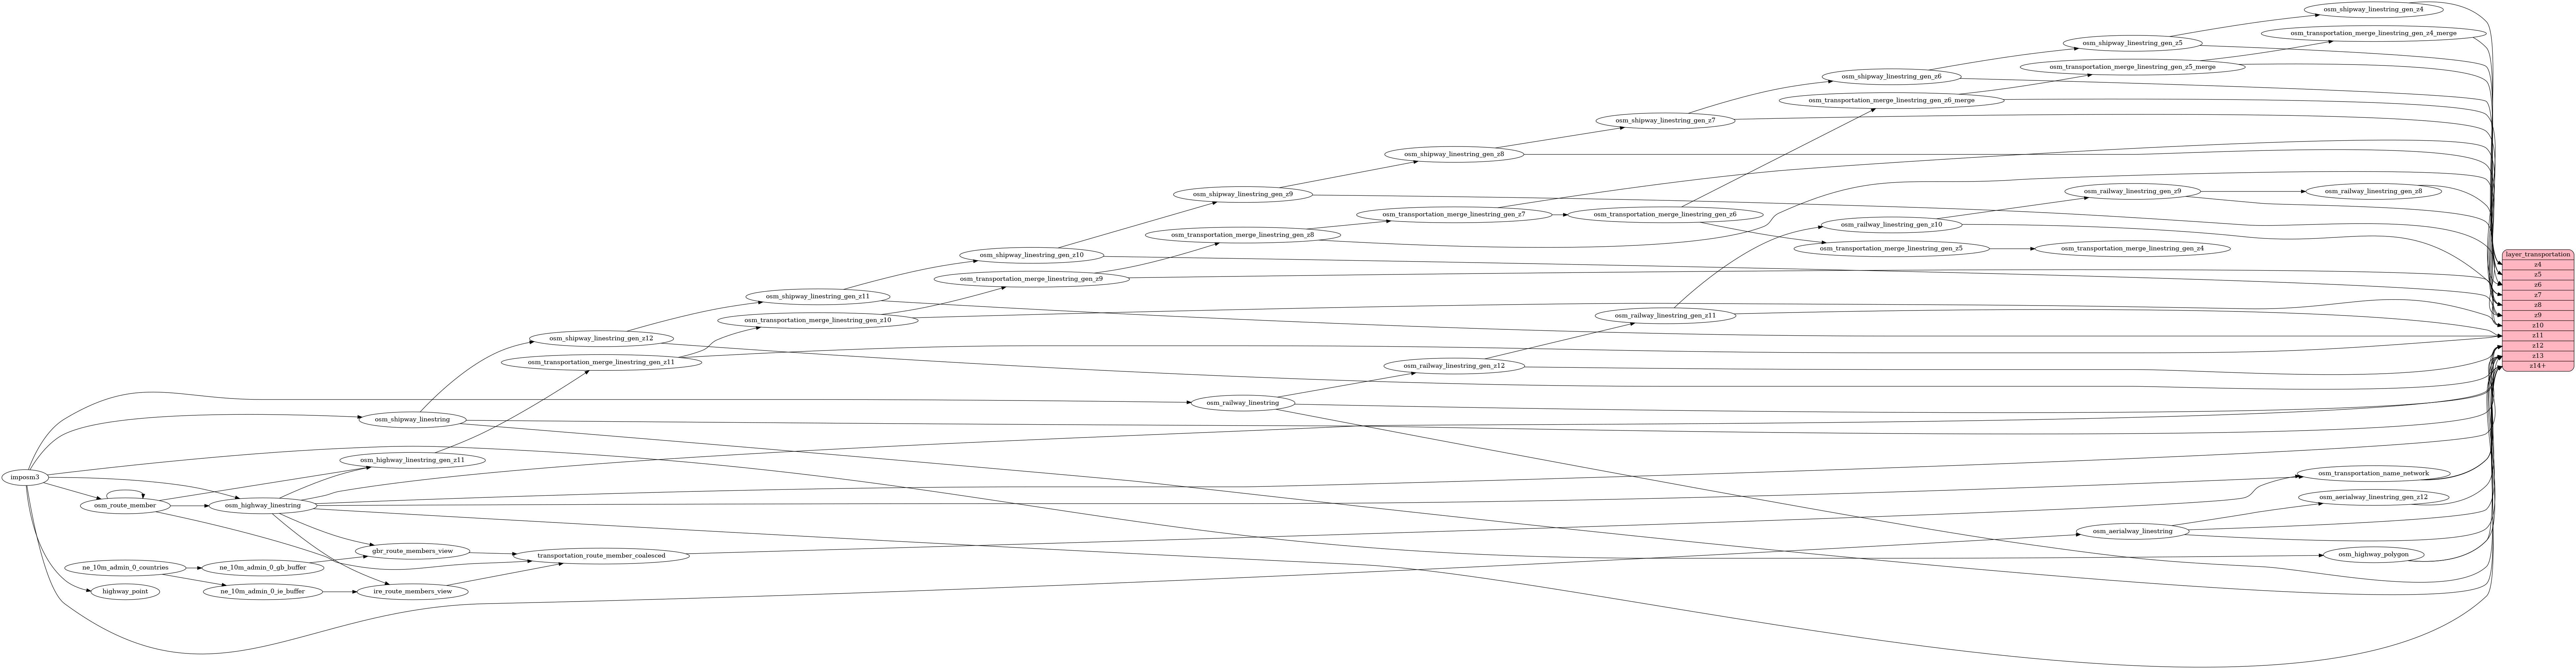 osm_shipway_linestring_gen_z4
osm_transportation_merge_linestring_gen_z4_merge
osm_shipway_linestring_gen_z5
osm_transportation_merge_linestring_gen_z5_merge
osm_shipway_linestring_gen_z6
osm_transportation_merge_linestring_gen_z6_merge
osm_shipway_linestring_gen_z7
osm_shipway_linestring_gen_z8
osm_shipway_linestring_gen_z9
osm_railway_linestring_gen_z9
osm_railway_linestring_gen_z8
osm_transportation_merge_linestring_gen_z7
osm_transportation_merge_linestring_gen_z6
osm_railway_linestring_gen_z10
osm_transportation_merge_linestring_gen_z8
osm_transportation_merge_linestring_gen_z5
osm_transportation_merge_linestring_gen_z4
osm_shipway_linestring_gen_z10
layer_transportation
z4
z5
z6
z7
z8
z9
z10
z11
z12
z13
z14+
osm_transportation_merge_linestring_gen_z9
osm_shipway_linestring_gen_z11
osm_railway_linestring_gen_z11
osm_transportation_merge_linestring_gen_z10
osm_shipway_linestring_gen_z12
osm_transportation_merge_linestring_gen_z11
osm_railway_linestring_gen_z12
osm_railway_linestring
osm_shipway_linestring
osm_highway_linestring_gen_z11
osm_transportation_name_network
imposm3
osm_aerialway_linestring_gen_z12
osm_route_member
osm_highway_linestring
osm_aerialway_linestring
gbr_route_members_view
transportation_route_member_coalesced
osm_highway_polygon
ne_10m_admin_0_countries
ne_10m_admin_0_gb_buffer
highway_point
ne_10m_admin_0_ie_buffer
ire_route_members_view